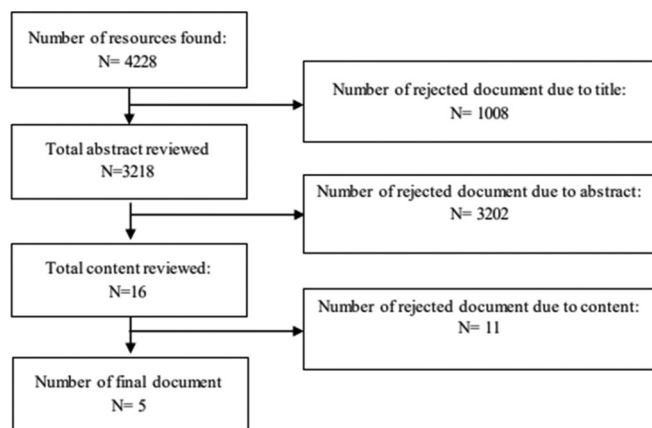 Number of resources found:
N= 4228
Number of rejected document due to title:
N= 1008
Total abstract reviewed
N=3218
Number of rejected document due to abstract:
N= 3202
Total content reviewed:
N=16
Number of rejected document due to content:
N= 11
Number of final document
N= 5